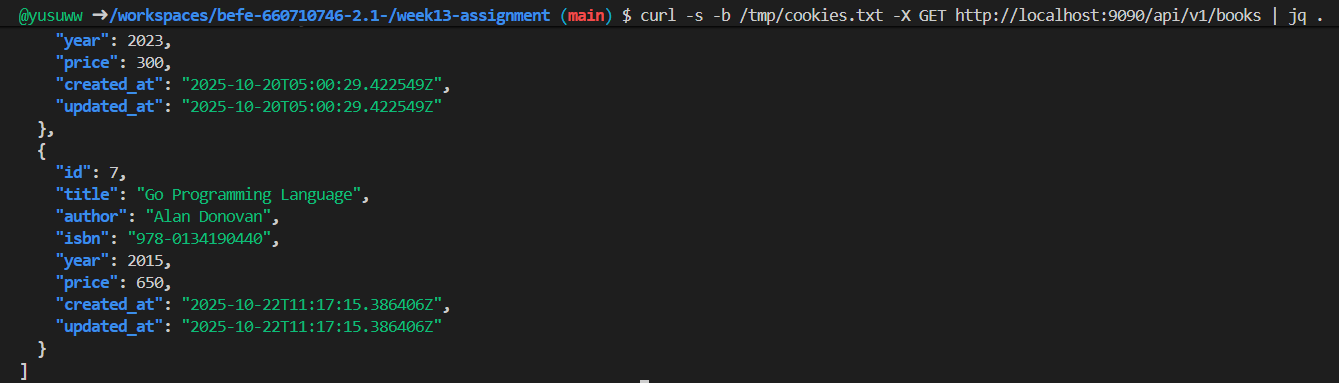 @yusuww ➜/workspaces/befe-660710746-2.1-/week13-assignment (main) $ curl -s -b /tmp/cookies.txt -X GET http://localhost:9090/api/v1/books | jq .
    "year": 2023,
    "price": 300,
    "created_at": "2025-10-20T05:00:29.422549Z",
    "updated_at": "2025-10-20T05:00:29.422549Z"
  },
  {
    "id": 7,
    "title": "Go Programming Language",
    "author": "Alan Donovan",
    "isbn": "978-0134190440",
    "year": 2015,
    "price": 650,
    "created_at": "2025-10-22T11:17:15.386406Z",
    "updated_at": "2025-10-22T11:17:15.386406Z"
  }
]